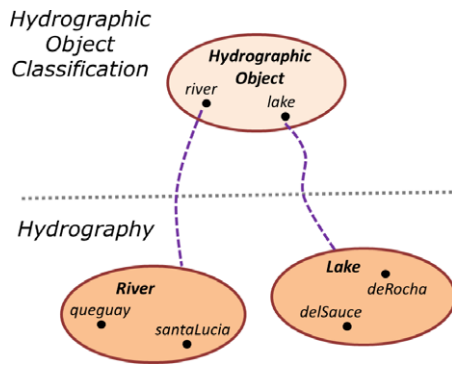 Hydrographic
Object
Classification
Hydrographic
Object
river
lake
Hydrography
River
queguay
santaLucia
Lake
deRocha
delSauce